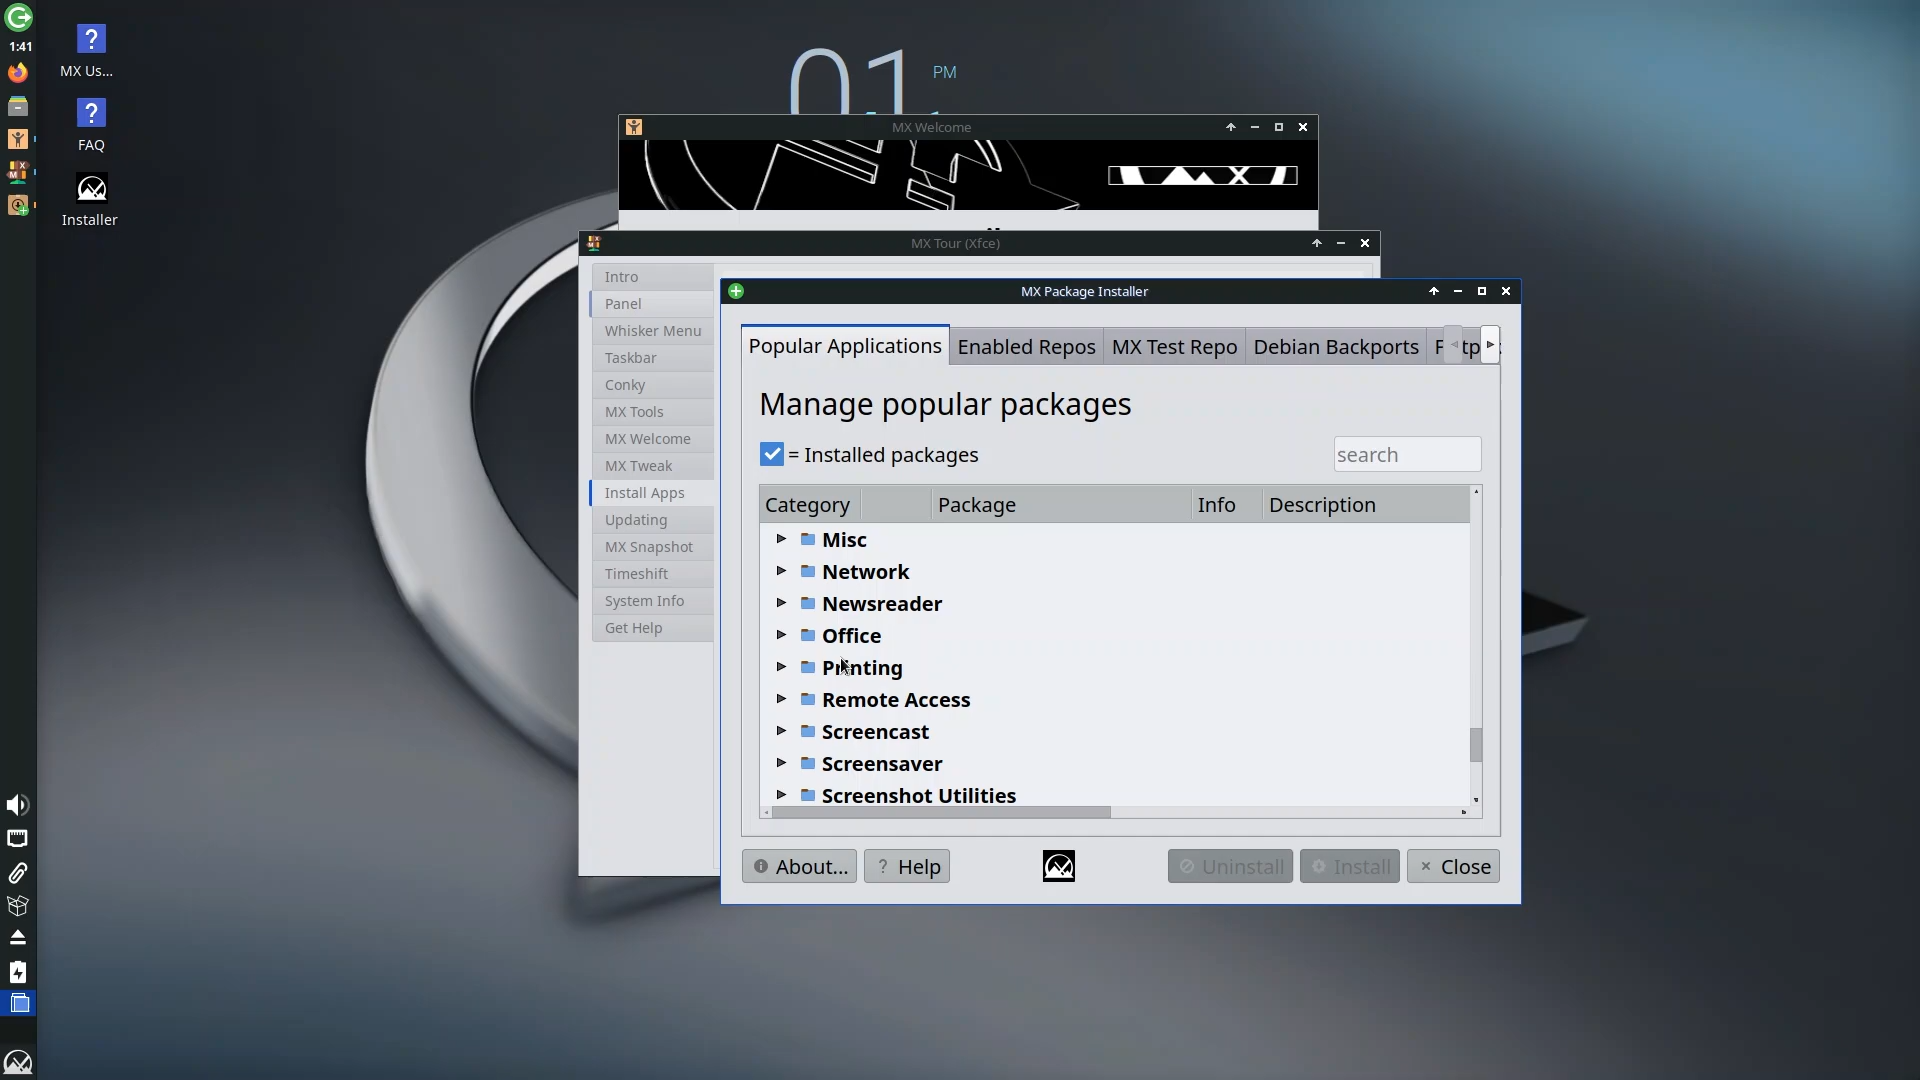 1:41
MX Us...
FAQ
Installer
01
PM
MX Welcome
MX Tour (Xfce)
Intro
Panel
Whisker Menu
Taskbar
Conky
MX Tools
MX Welcome
MX Tweak
Install Apps
Updating
MX Snapshot
Timeshift
System Info
Get Help
MX Package Installer
Popular Applications
Enabled Repos
MX Test Repo
Debian Backports
Manage popular packages
= Installed packages
search
Category Package Info Description
Misc
Network
Newsreader
Office
Printing
Remote Access
Screencast
Screensaver
Screenshot Utilities
About...
? Help
Uninstall
Install
Close